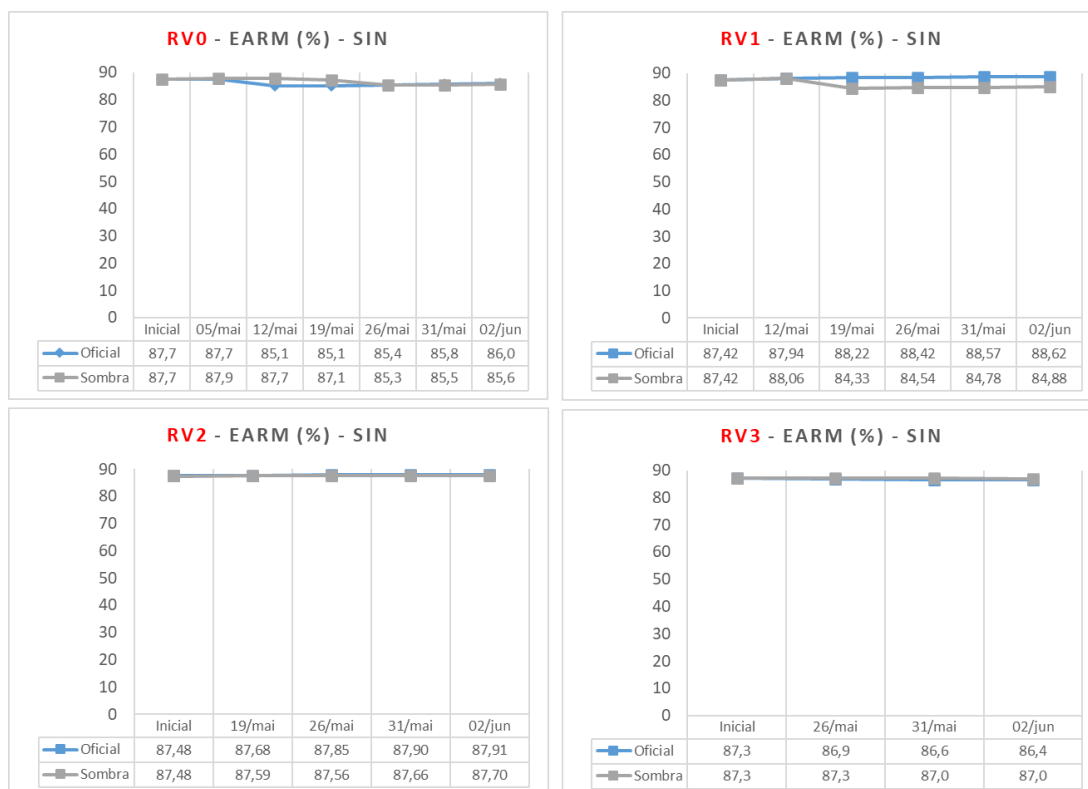 RV0 - EARM (%) - SIN
90
80
70
60
50
40
30
20
10
0
Inicial 05/mai 12/mai 19/mai 26/mai 31/mai 02/jun
Oficial 87,7 87,7 85,1 85,1 85,4 85,8 86,0
Sombra 87,7 87,9 87,7 87,1 85,3 85,5 85,6
RV1 - EARM (%) - SIN
90
80
70
60
50
40
30
20
10
0
Inicial 12/mai 19/mai 26/mai 31/mai 02/jun
Oficial 87,42 87,94 88,22 88,42 88,57 88,62
Sombra 87,42 88,06 84,33 84,54 84,78 84,88
RV2 - EARM (%) - SIN
90
80
70
60
50
40
30
20
10
0
Inicial 19/mai 26/mai 31/mai 02/jun
Oficial 87,48 87,68 87,85 87,90 87,91
Sombra 87,48 87,59 87,56 87,66 87,70
RV3 - EARM (%) - SIN
90
80
70
60
50
40
30
20
10
0
Inicial 26/mai 31/mai 02/jun
Oficial 87,3 86,9 86,6 86,4
Sombra 87,3 87,3 87,0 87,0